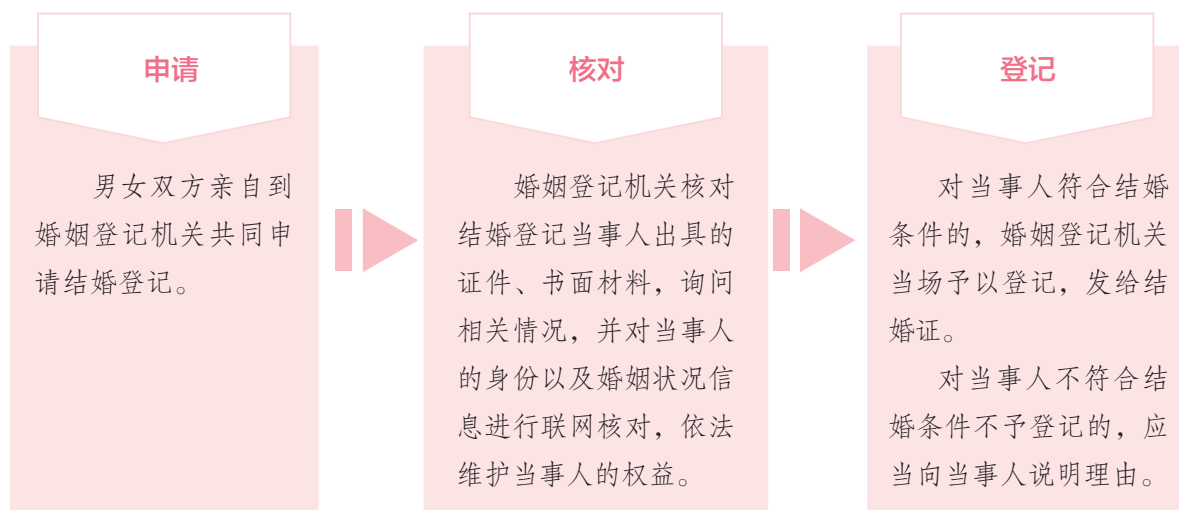 申请
男女双方亲自到
婚姻登记机关共同申
请结婚登记。
核对
婚姻登记机关核对
结婚登记当事人出具的
证件、书面材料，询问
相关情况，并对当事人
的身份以及婚姻状况信
息进行联网核对，依法
维护当事人的权益。
登记
对当事人符合结婚
条件的，婚姻登记机关
当场予以登记，发给结
婚证。
对当事人不符合结
婚条件不予登记的，应
当向当事人说明理由。